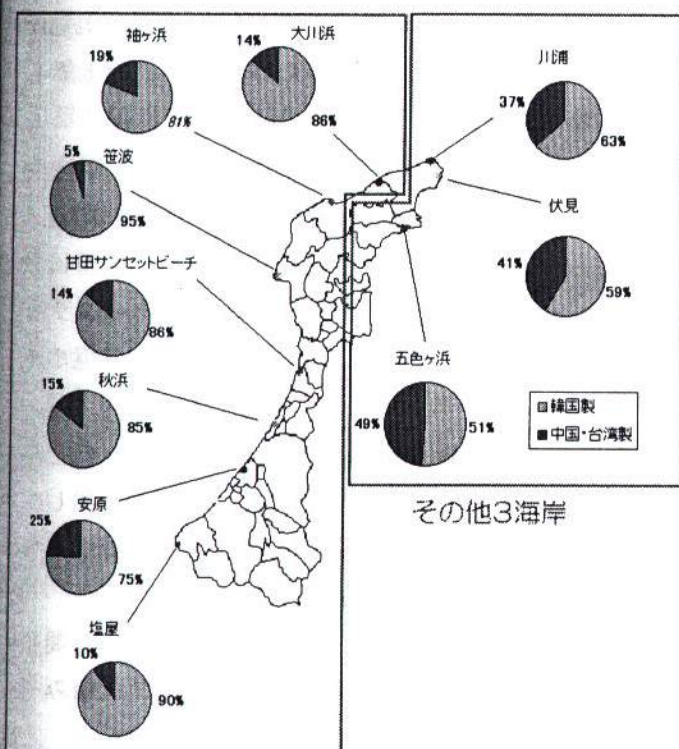 袖ヶ浜
19%
81%
大川浜
14%
86%
川浦
37%
63%
笹波
5%
95%
伏見
41%
59%
甘田サンセットビーチ
14%
86%
五色ヶ浜
49%
51%
秋浜
15%
85%
韓国製
中国・台湾製
安原
25%
75%
その他3海岸
塩屋
10%
90%